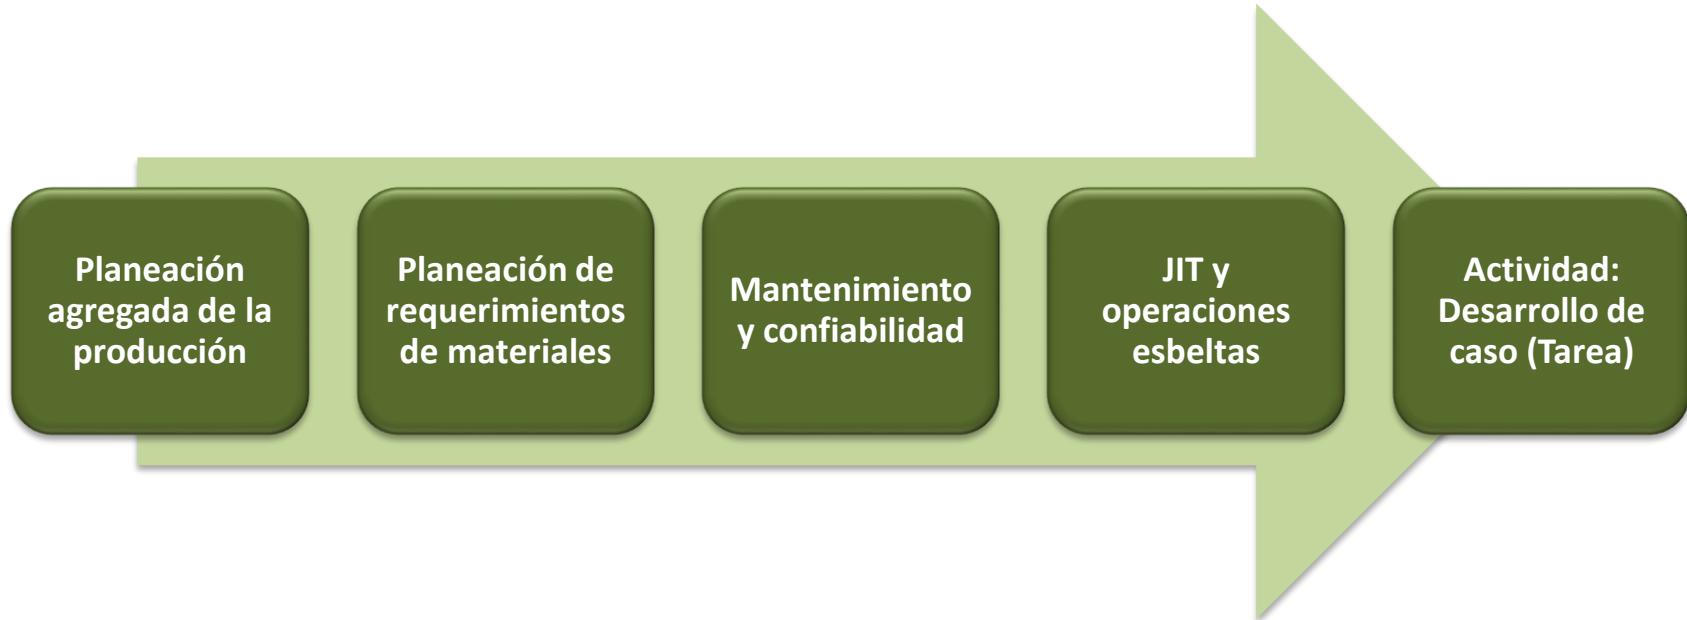 Planeación
agregada de la
producción
Planeación de
requerimientos
de materiales
Mantenimiento
y confiabilidad
JIT y
operaciones
esbeltas
Actividad:
Desarrollo de
caso (Tarea)